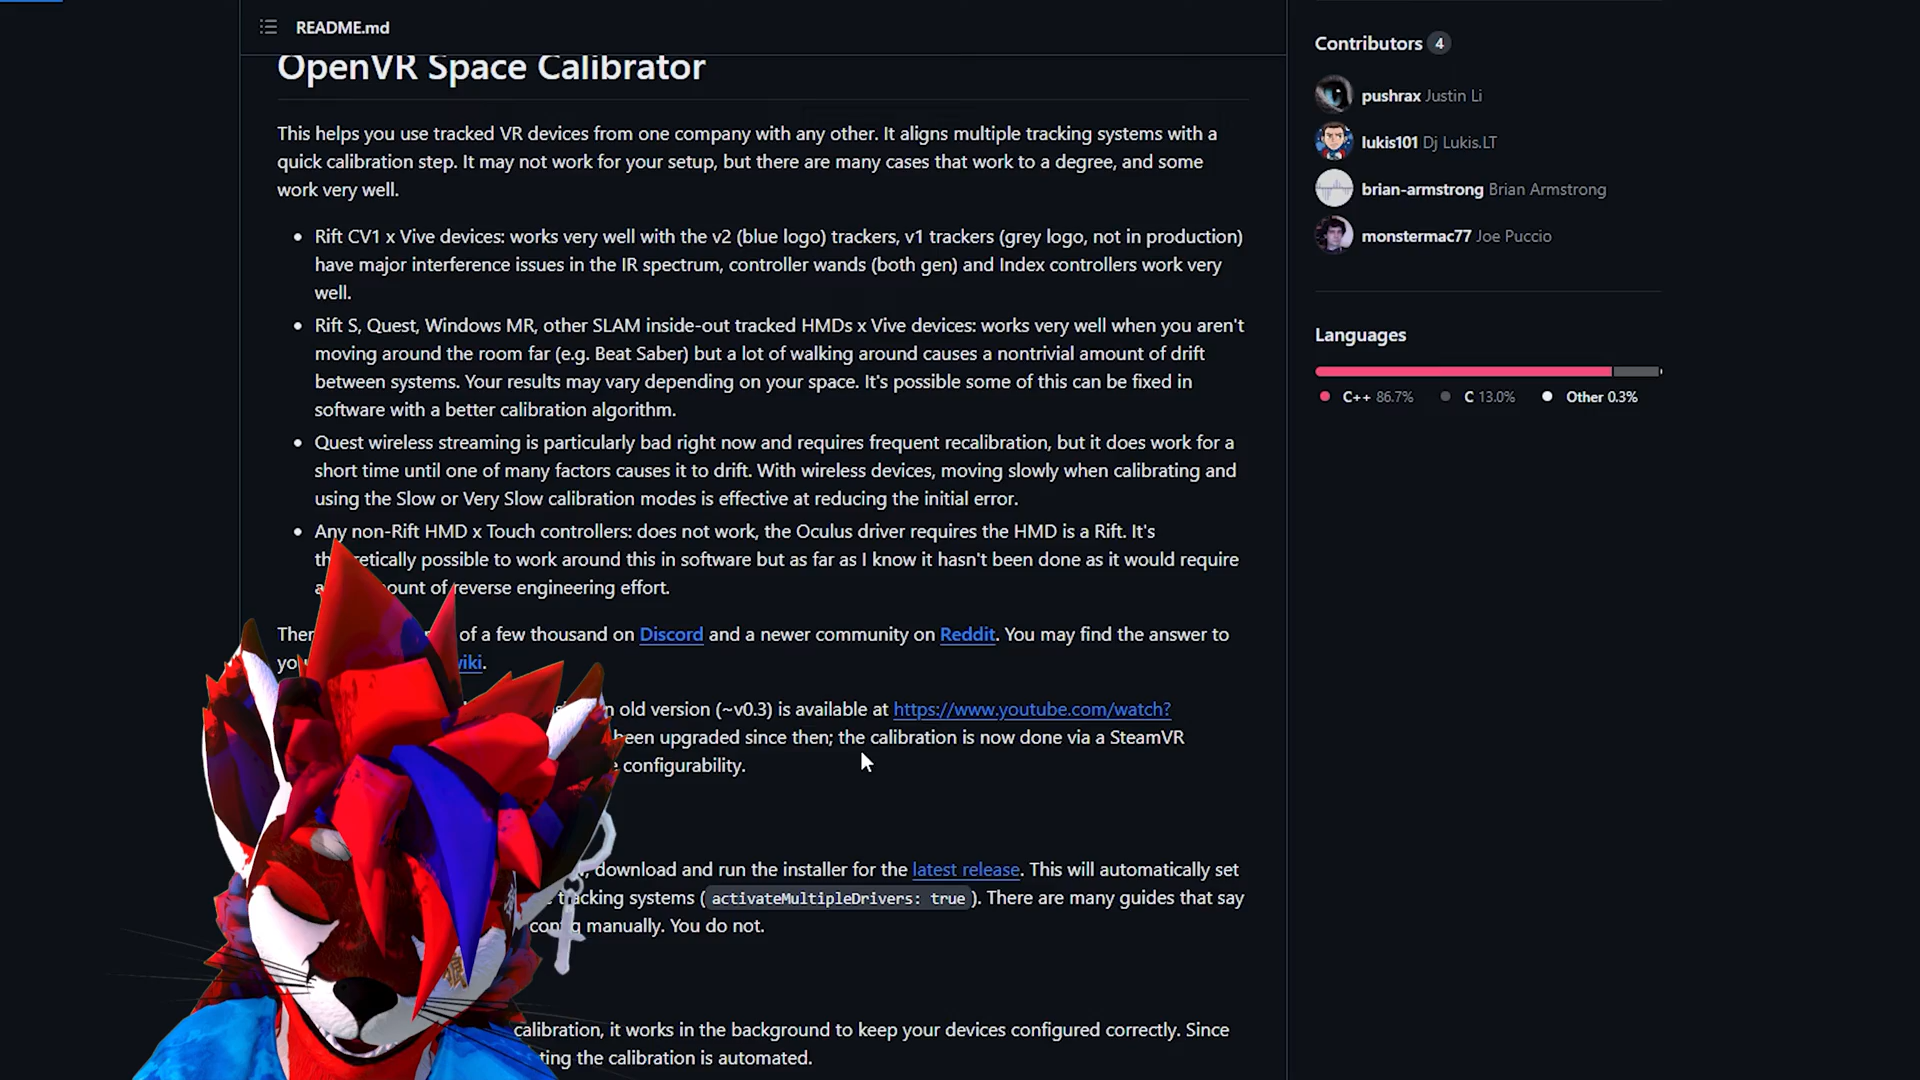 README.md
OpenVR Space Calibrator
This helps you use tracked VR devices from one company with any other. It aligns multiple tracking systems with a
quick calibration step. It may not work for your setup, but there are many cases that work to a degree, and some
work very well.
Rift CV1 x Vive devices: works very well with the v2 (blue logo) trackers, v1 trackers (grey logo, not in production)
have major interference issues in the IR spectrum, controller wands (both gen) and Index controllers work very
well.
Rift S, Quest, Windows MR, other SLAM inside-out tracked HMDs x Vive devices: works very well when you aren't
moving around the room far (e.g. Beat Saber) but a lot of walking around causes a nontrivial amount of drift
between systems. Your results may vary depending on your space. It's possible some of this can be fixed in
software with a better calibration algorithm.
Quest wireless streaming is particularly bad right now and requires frequent recalibration, but it does work for a
short time until one of many factors causes it to drift. With wireless devices, moving slowly when calibrating and
using the Slow or Very Slow calibration modes is effective at reducing the initial error.
Any non-Rift HMD x Touch controllers: does not work, the Oculus driver requires the HMD is a Rift. It's
possible to work around this in software but as far as I know it hasn't been done as it would require
of reverse engineering effort.
of a few thousand on Discord and a newer community on Reddit. You may find the answer to
old version (~v0.3) is available at https://www.youtube.com/watch?
been upgraded since then; the calibration is now done via a SteamVR
configurability.
download and run the installer for the latest release. This will automatically set
tracking systems (activateMultipleDrivers: true). There are many guides that say
manually. You do not.
calibration, it works in the background to keep your devices configured correctly. Since
the calibration is automated.
Contributors 4
pushrax Justin Li
lukis101 Dj Lukis.LT
brian-armstrong Brian Armstrong
monstermac77 Joe Puccio
Languages
C++ 86.7% C 13.0% Other 0.3%